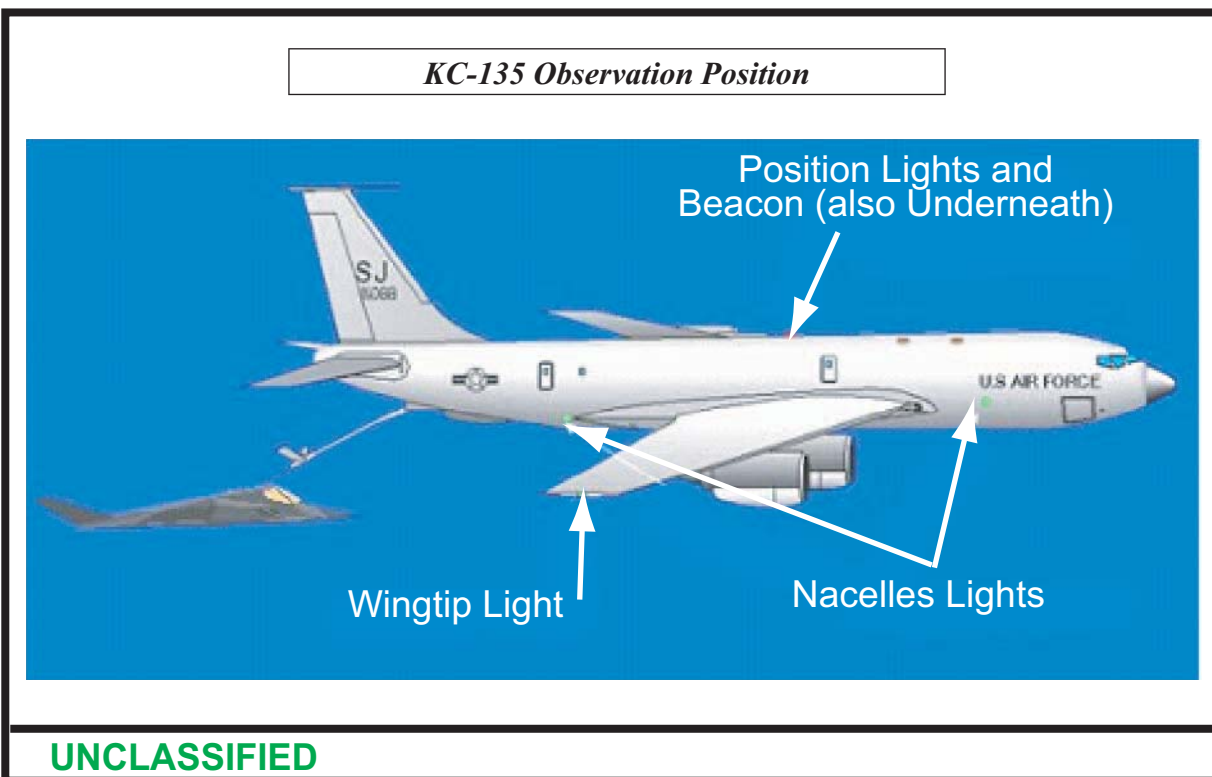 KC-135 Observation Position
Position Lights and
Beacon (also Underneath)
SJ
U.S AIR FORCE
Wingtip Light
Nacelles Lights
UNCLASSIFIED